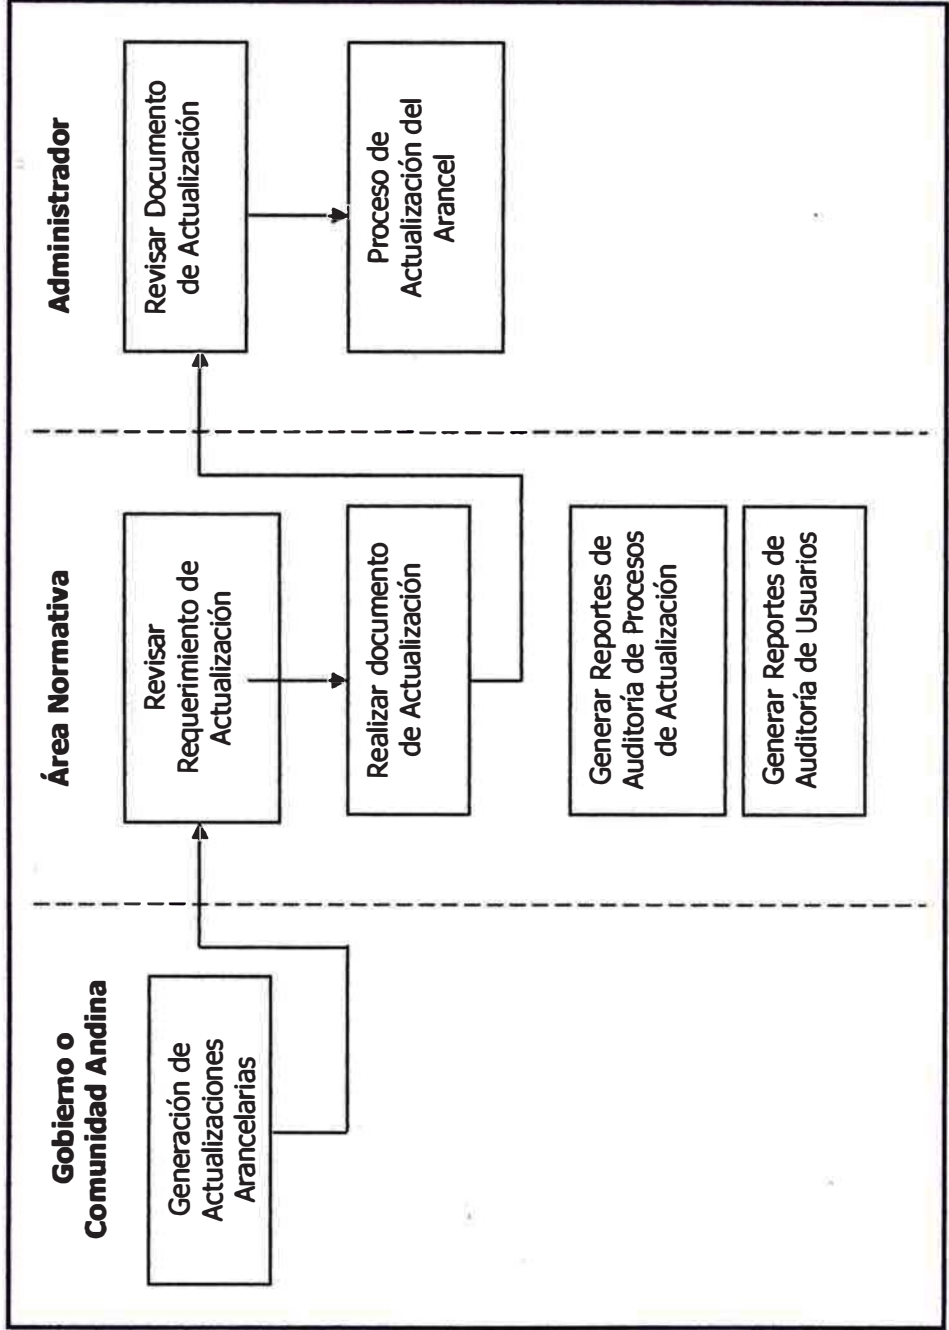 Gobierno o
Comunidad Andina
Generación de
Actualizaciones
Arancelarias
Área Normativa
Revisar
Requerimiento de
Actualización
Realizar documento
de Actualización
Generar Reportes de
Auditoría de Procesos
de Actualización
Generar Reportes de
Auditoría de Usuarios
Administrador
Revisar Documento
de Actualización
Proceso de
Actualización del
Arancel